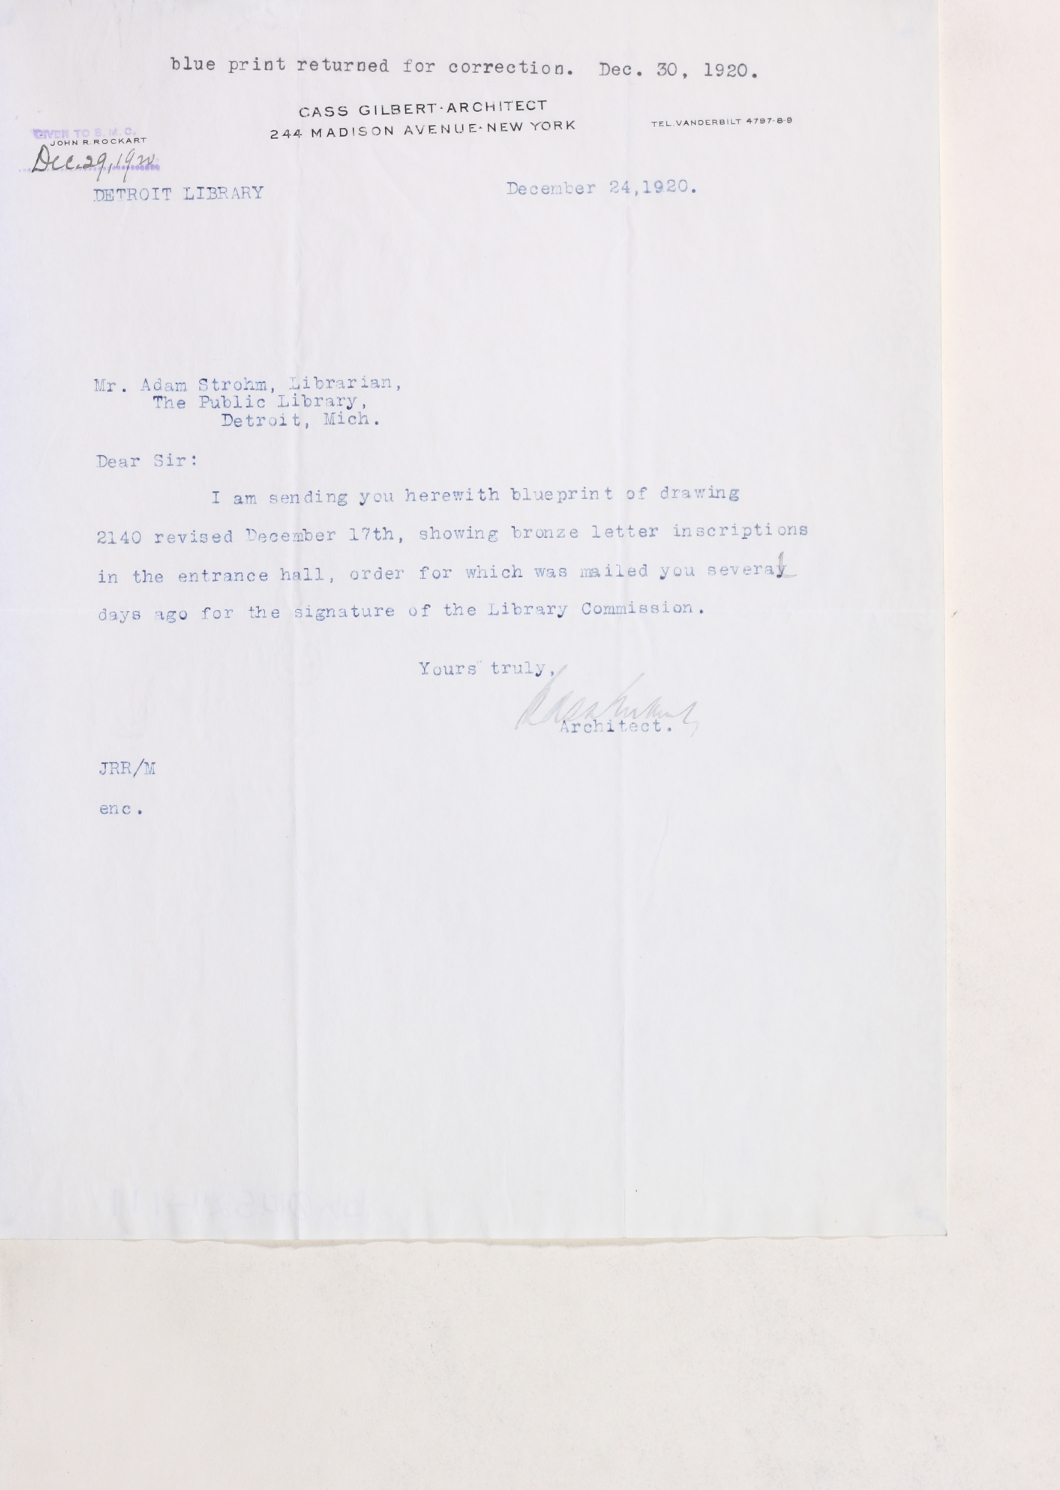 blue print returned for correction. Dec. 30, 1920.
CASS GILBERT·ARCHITECT
244 MADISON AVENUE·NEW YORK
TEL. VANDERBILT 4797-8-9
GIVEN TO B. M. C.
JOHN R. ROCKART
Dec. 29, 1920
DETROIT LIBRARY
December 24,1920.
Mr. Adam Strohm, Librarian,
The Public Library,
Detroit, Mich.
Dear Sir:
I am sending you herewith blueprint of drawing
2140 revised December 17th, showing bronze letter inscriptions
in the entrance hall, order for which was mailed you several
days ago for the signature of the Library Commission.
Yours truly,
Cass Gilbert
Architect.
JRR/M
enc.